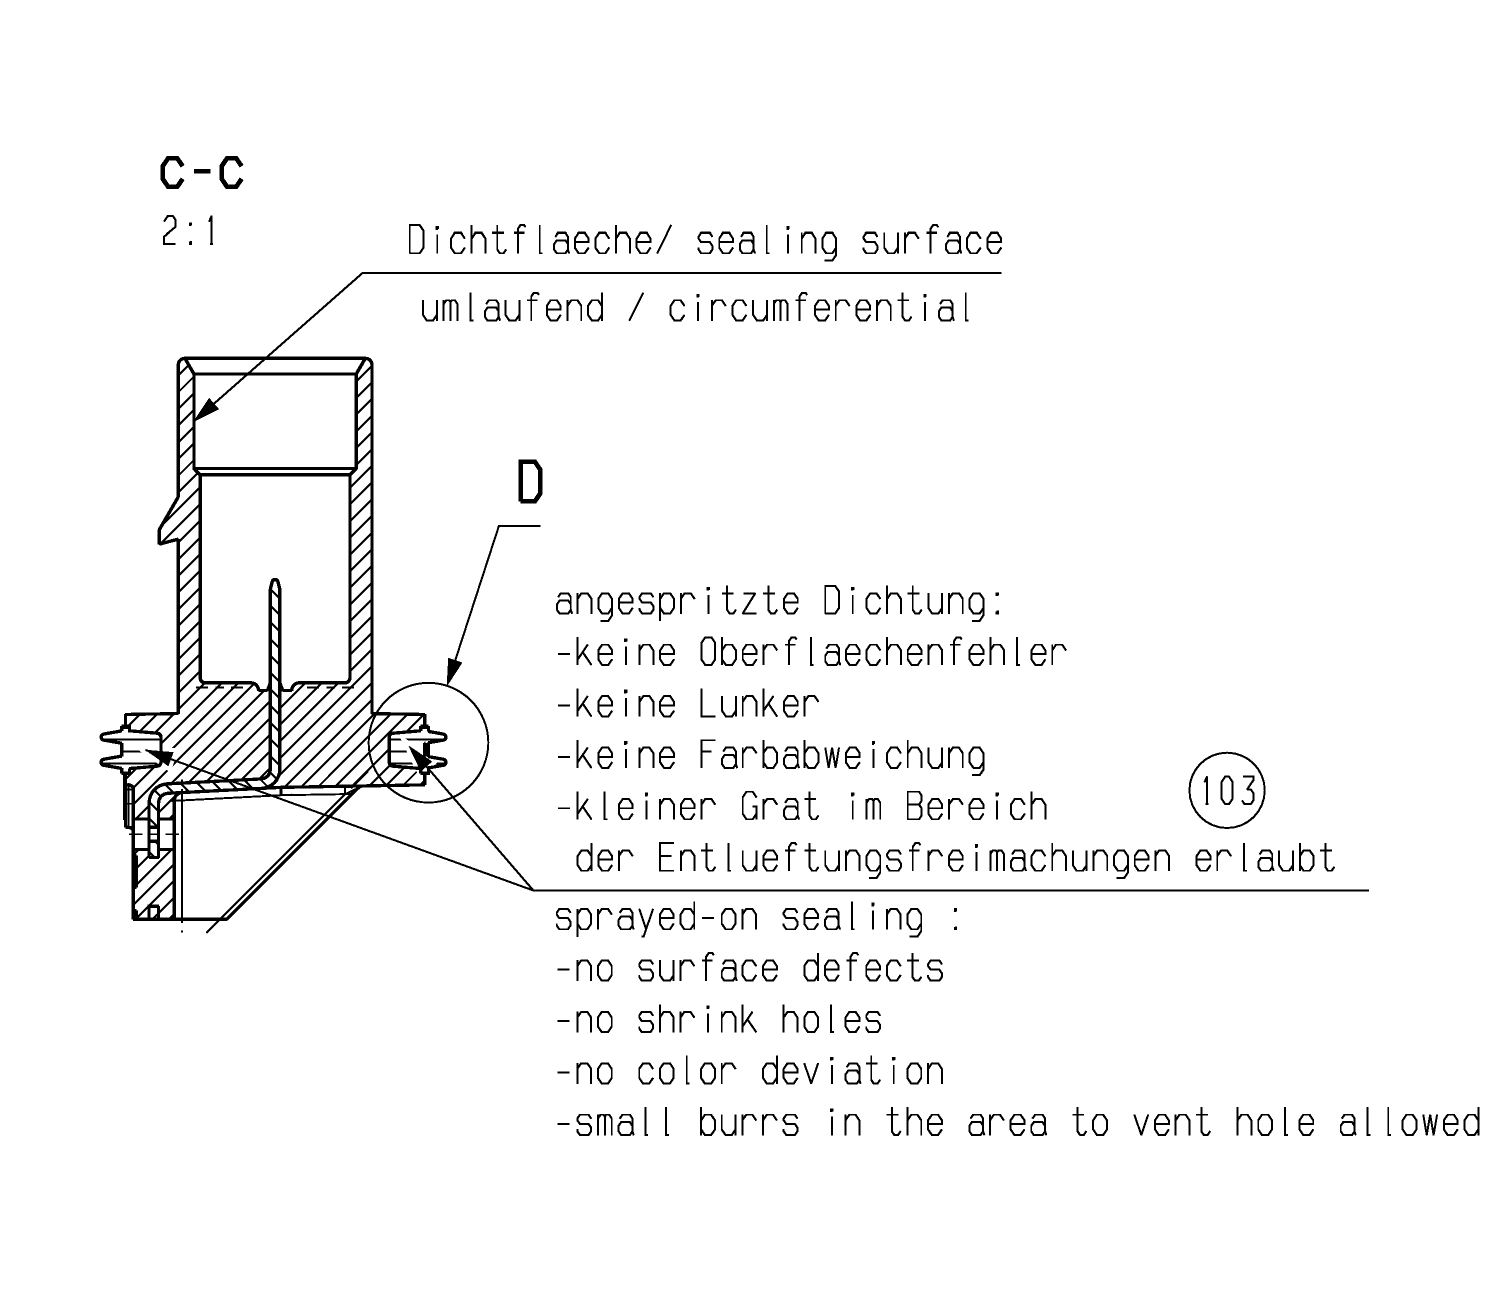 C-C
2:1
Dichtflaeche/ sealing surface
umlaufend / circumferential
D
angespritzte Dichtung:
-keine Oberflaechenfehler
-keine Lunker
-keine Farbabweichung
-kleiner Grat im Bereich
103
der Entlueftungsfreimachungen erlaubt
sprayed-on sealing :
-no surface defects
-no shrink holes
-no color deviation
-small burrs in the area to vent hole allowed